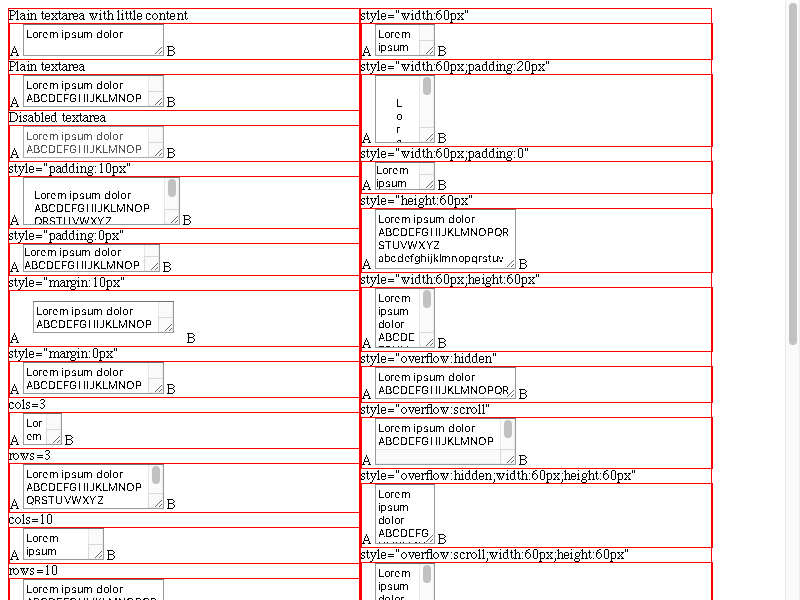 Plain textarea with little content
Lorem ipsum dolor
A B
Plain textarea
Lorem ipsum dolor
ABCDEFGHIJKLMNOP
A B
Disabled textarea
Lorem ipsum dolor
ABCDEFGHIJKLMNOP
A B
style="padding:10px"
Lorem ipsum dolor
ABCDEFGHIJKLMNOP
QRSTUVWXYZ
A B
style="padding:0px"
Lorem ipsum dolor
ABCDEFGHIJKLMNOP
A B
style="margin:10px"
Lorem ipsum dolor
ABCDEFGHIJKLMNOP
A B
style="margin:0px"
Lorem ipsum dolor
ABCDEFGHIJKLMNOP
A B
cols=3
Lor
em
A B
rows=3
Lorem ipsum dolor
ABCDEFGHIJKLMNOP
QRSTUVWXYZ
A B
cols=10
Lorem
ipsum
A B
rows=10
Lorem ipsum dolor
style="width:60px"
Lorem
ipsum
A B
style="width:60px;padding:20px"
L
o
r
A B
style="width:60px;padding:0"
Lorem
ipsum
A B
style="height:60px"
Lorem ipsum dolor
ABCDEFGHIJKLMNOPQR
STUVWXYZ
abcdefghijklmnopqrstuv
A B
style="width:60px;height:60px"
Lorem
ipsum
dolor
ABCDE
A B
style="overflow:hidden"
Lorem ipsum dolor
ABCDEFGHIJKLMNOPQR
A B
style="overflow:scroll"
Lorem ipsum dolor
ABCDEFGHIJKLMNOP
A B
style="overflow:hidden;width:60px;height:60px"
Lorem
ipsum
dolor
ABCDEFG
A B
style="overflow:scroll;width:60px;height:60px"
Lorem
ipsum